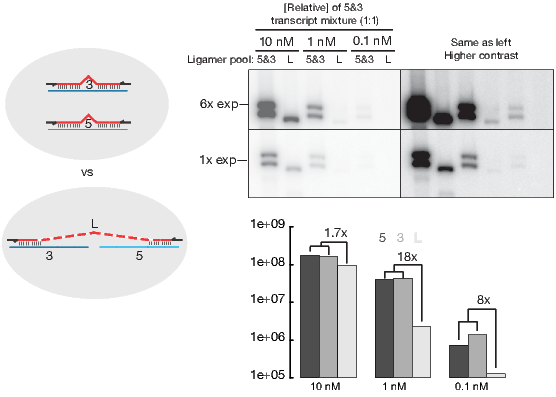 [Relative] of 5&3
transcript mixture (1:1)
10 nM 1 nM 0.1 nM
Ligamer pool: 5&3 L 5&3 L 5&3 L
Same as left
Higher contrast
6x exp
1x exp
3
5
vs
L
3 5
1e+09
1e+08
1e+07
1e+06
1e+05
5 3 L
1.7x
18x
8x
10 nM 1 nM 0.1 nM